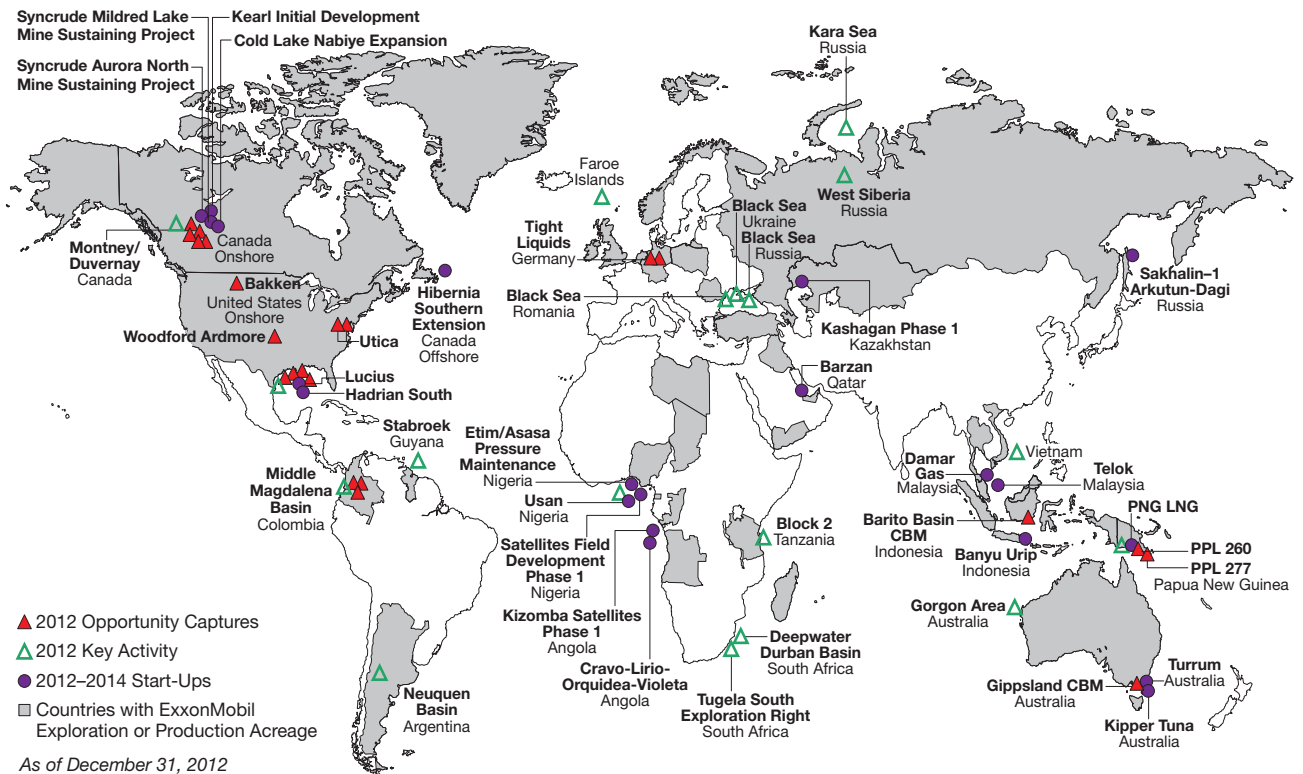 Syncrude Mildred Lake
Mine Sustaining Project
Kearl Initial Development
Cold Lake Nabiye Expansion
Syncrude Aurora North
Mine Sustaining Project
Kara Sea
Russia
Faroe
Islands
West Siberia
Russia
Black Sea
Ukraine
Black Sea
Russia
Tight
Liquids
Germany
Canada
Onshore
Montney/
Duvernay
Canada
Bakken
United States
Onshore
Hibernia
Southern
Extension
Canada
Offshore
Sakhalin–1
Arkutun-Dagi
Russia
Black Sea
Romania
Kashagan Phase 1
Kazakhstan
Woodford Ardmore
Utica
Lucius
Hadrian South
Barzan
Qatar
Stabroek
Guyana
Etim/Asasa
Pressure
Maintenance
Nigeria
Usan
Nigeria
Middle
Magdalena
Basin
Colombia
Vietnam
Damar
Gas
Malaysia
Telok
Malaysia
PNG LNG
Barito Basin
CBM
Indonesia
Banyu Urip
Indonesia
Block 2
Tanzania
Satellites Field
Development
Phase 1
Nigeria
PPL 260
PPL 277
Papua New Guinea
Kizomba Satellites
Phase 1
Angola
Gorgon Area
Australia
Cravo-Lirio-
Orquidea-Violeta
Angola
Deepwater
Durban Basin
South Africa
Tugela South
Exploration Right
South Africa
Neuquen
Basin
Argentina
Gippsland CBM
Australia
Turrum
Australia
Kipper Tuna
Australia
2012 Opportunity Captures
2012 Key Activity
2012–2014 Start-Ups
Countries with ExxonMobil
Exploration or Production Acreage
As of December 31, 2012